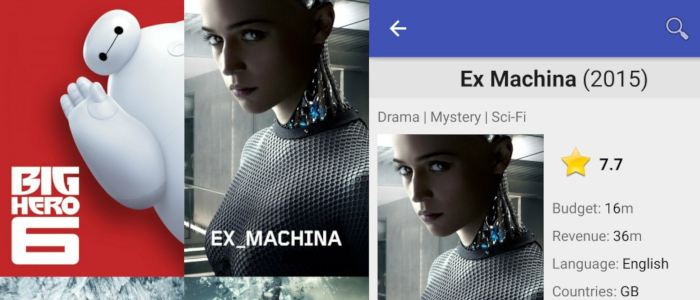 BIG
HERO
6
EX_MACHINA
Ex Machina (2015)
Drama | Mystery | Sci-Fi
7.7
Budget: 16m
Revenue: 36m
Language: English
Countries: GB